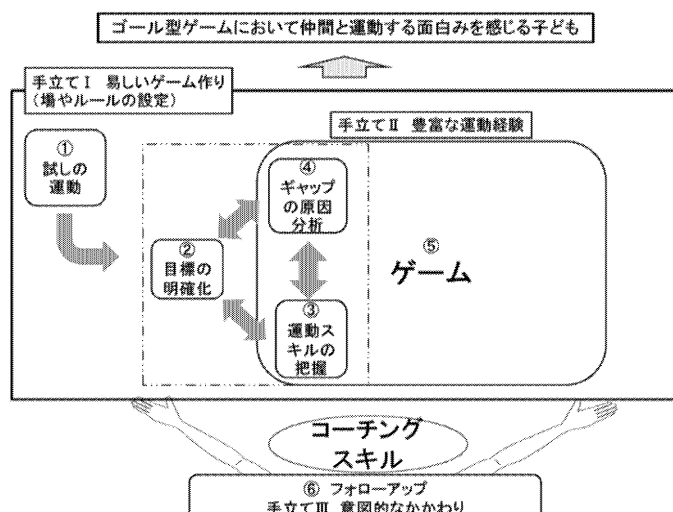 ゴール型ゲームにおいて仲間と運動する面白みを感じる子ども
手立てⅠ 易しいゲーム作り
(場やルールの設定)
手立てⅡ 豊富な運動経験
①
試しの
運動
④
ギャップ
の原因
分析
②
目標の
明確化
⑤
ゲーム
③
運動ス
キルの
把握
コーチング
スキル
⑥ フォローアップ
手立てⅢ 意図的なかかわり